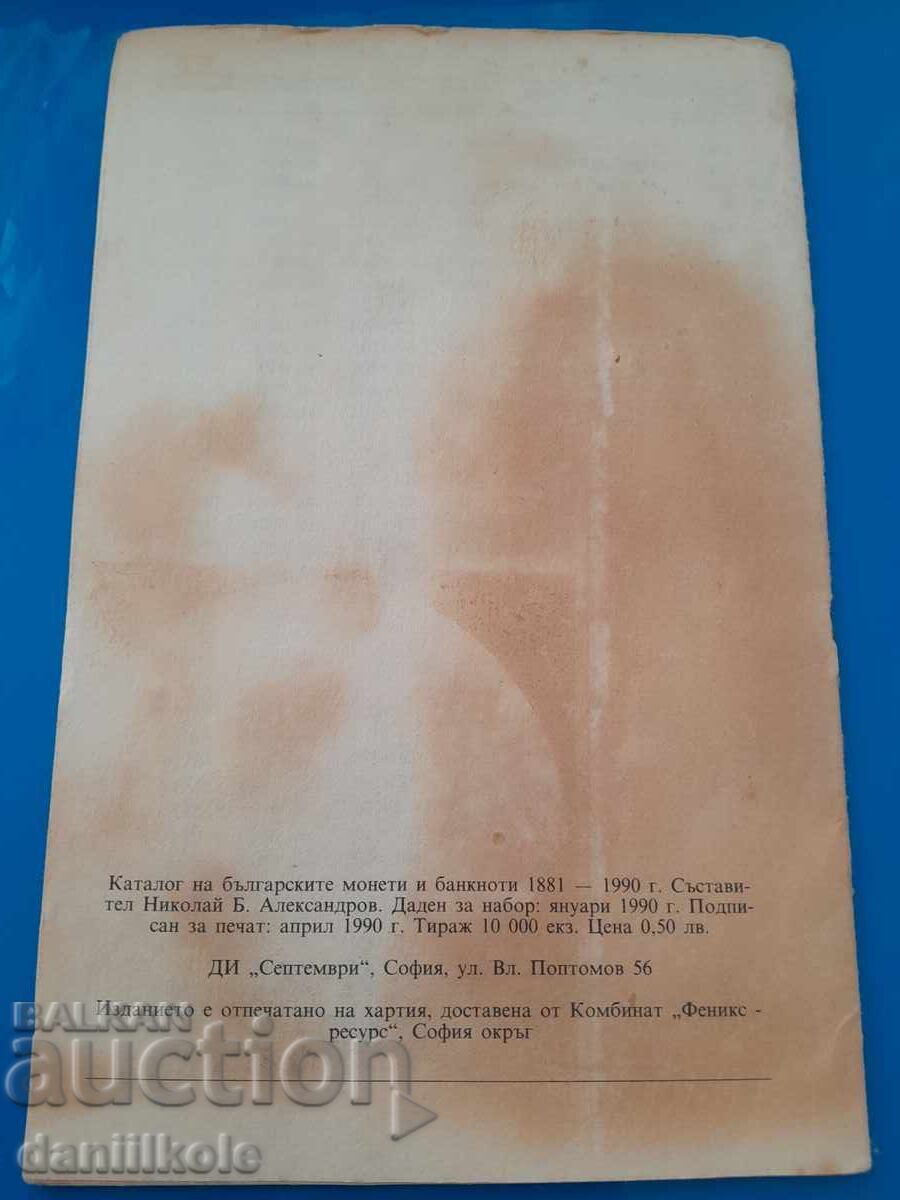 Каталог на българските монети и банкноти 1881 — 1990 г. Състави-
тел Николай Б. Александров. Даден за набор: януари 1990 г. Подпи-
сан за печат: април 1990 г. Тираж 10 000 екз. Цена 0,50 лв.
ДИ „Септември“, София, ул. Вл. Поптомов 56
Изданието е отпечатано на хартия, доставена от Комбинат „Феникс -
ресурс“, София окръг
BALKAN
auction
daniilkole